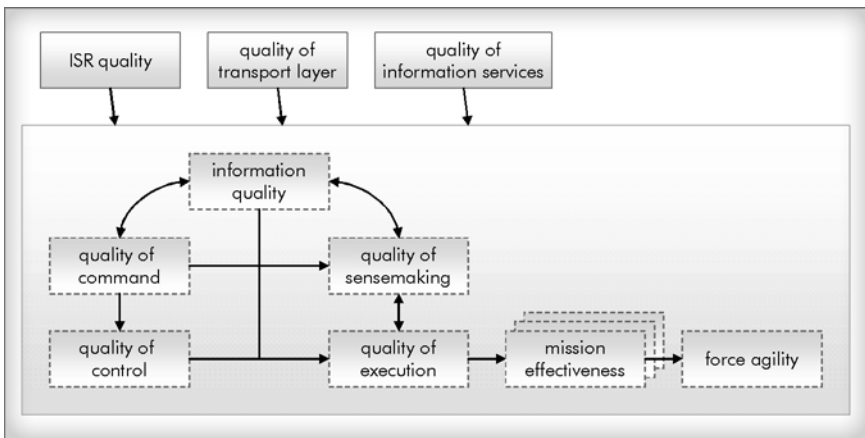 ISR quality
quality of
transport layer
quality of
information services
information
quality
quality of
command
quality of
sensemaking
quality of
control
quality of
execution
mission
effectiveness
force agility